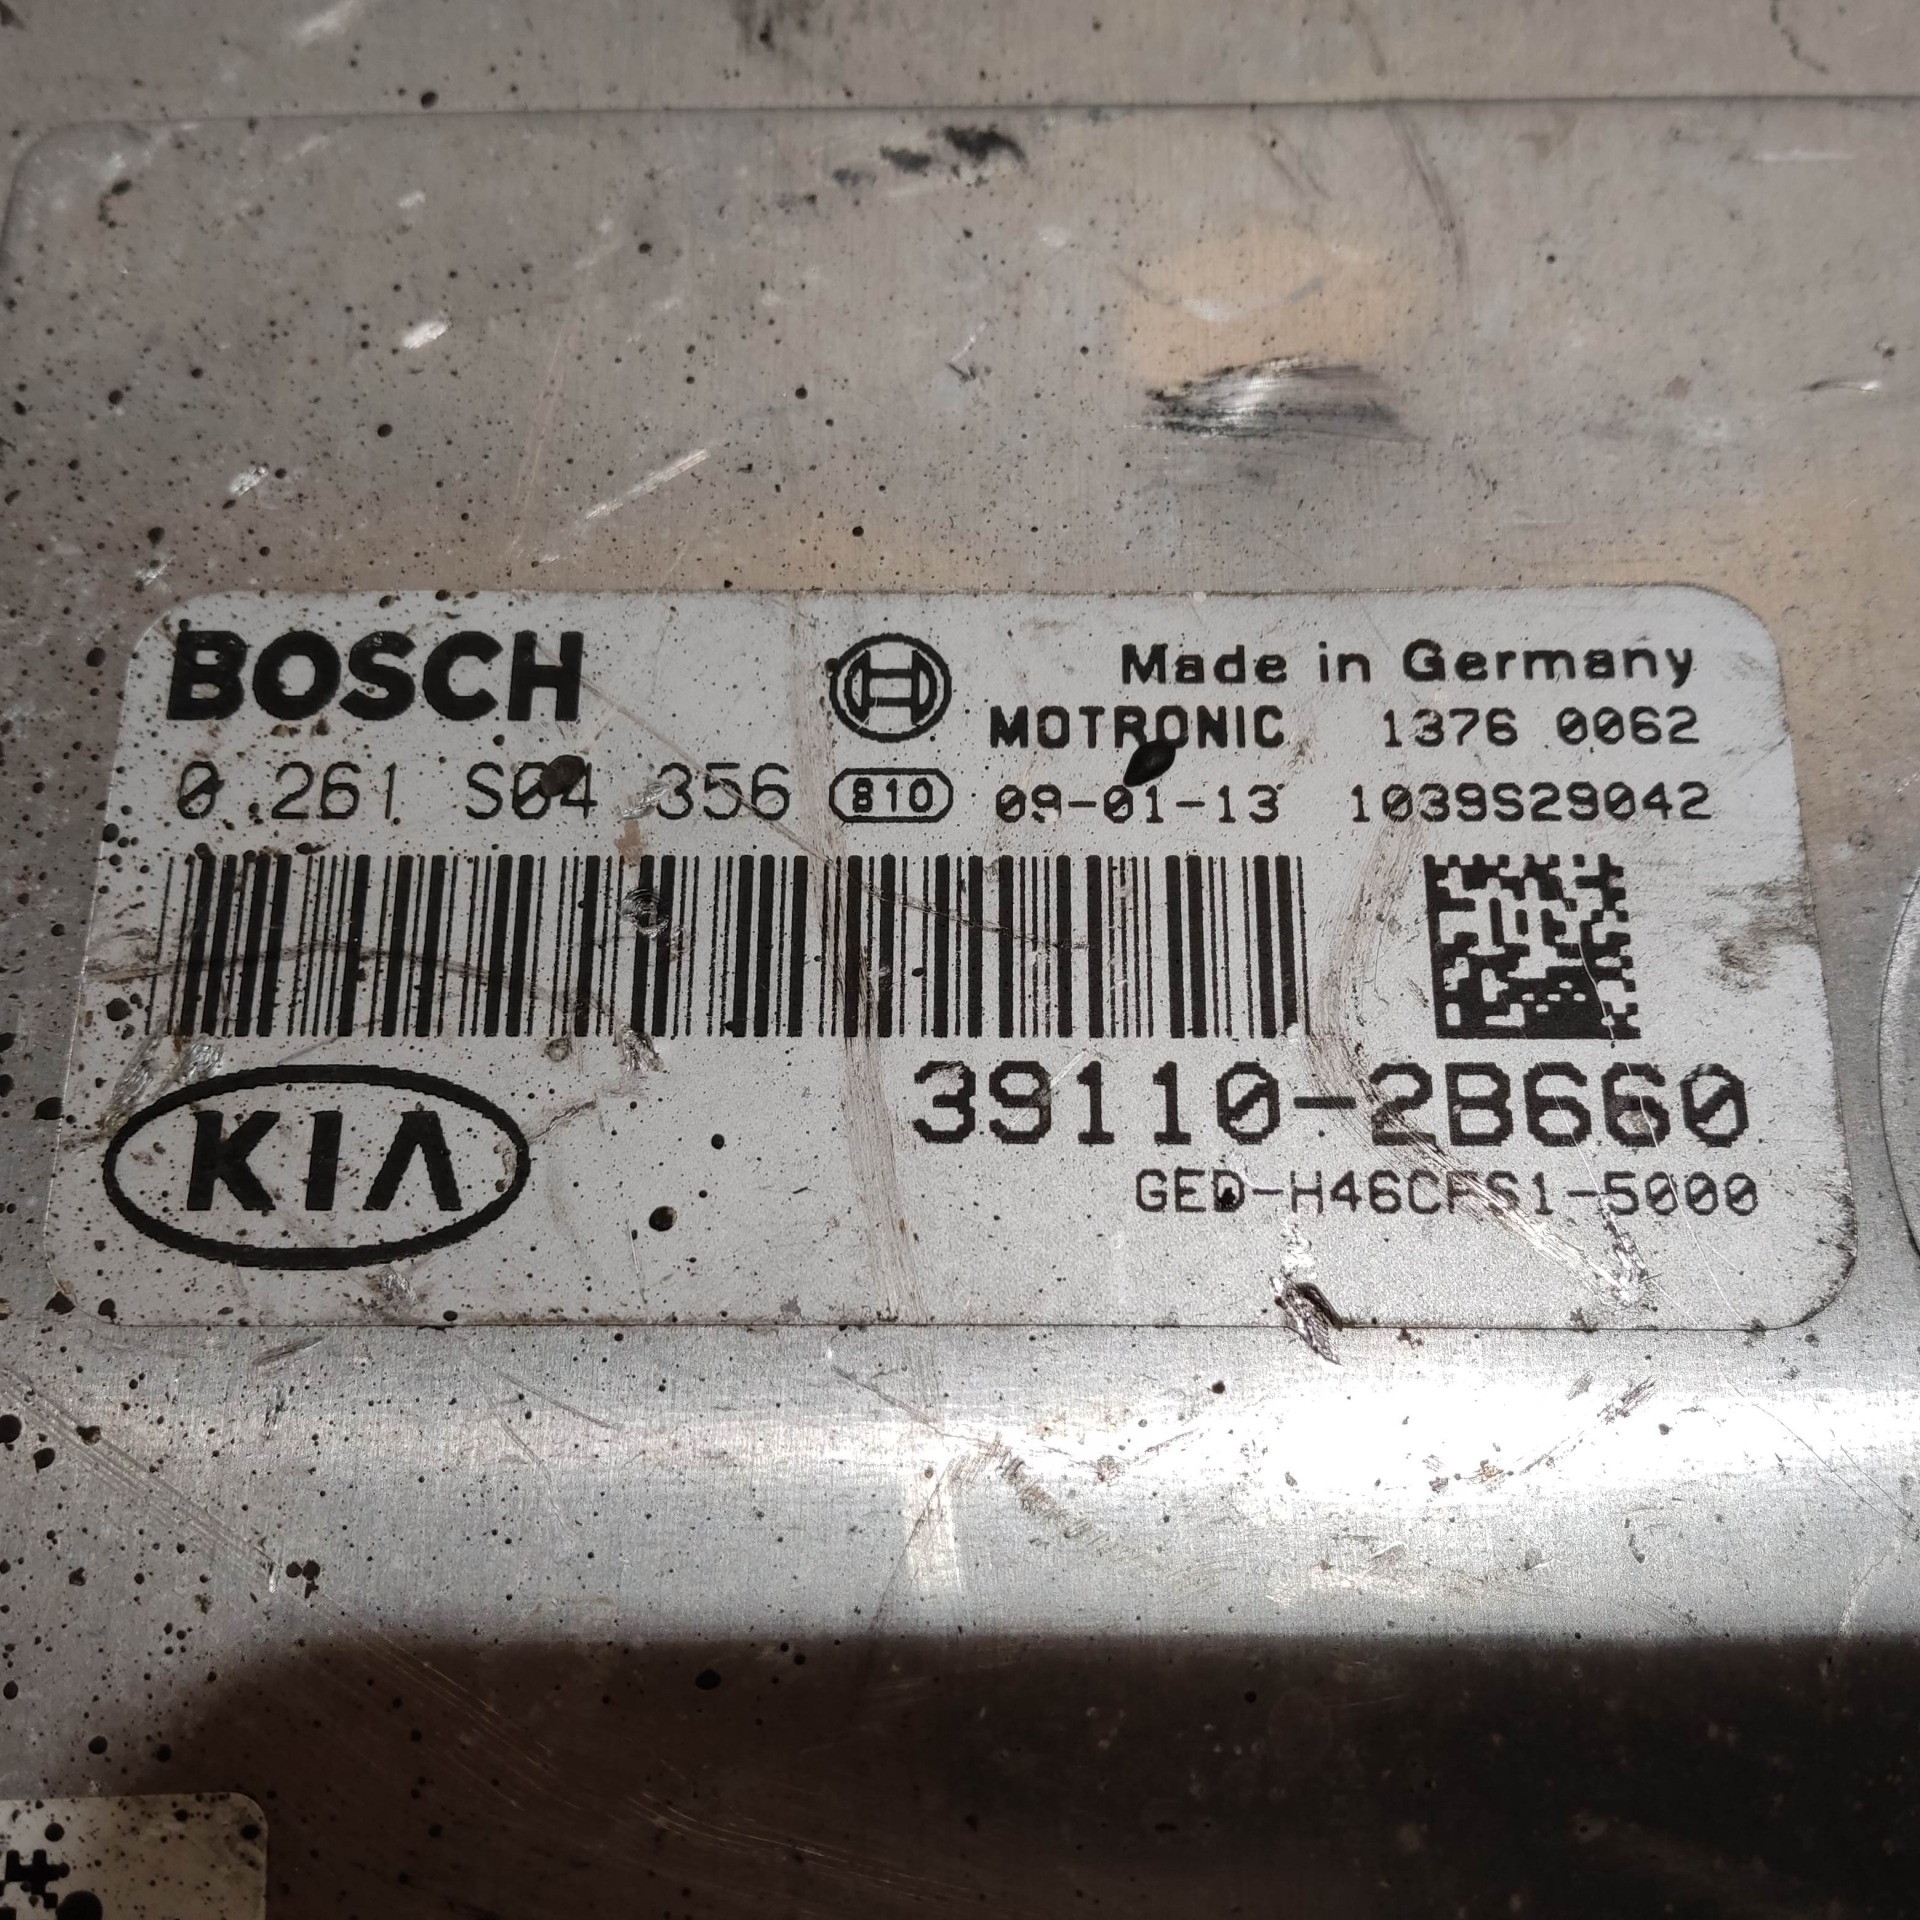 BOSCH
Made in Germany
MOTRONIC 1376 0062
0 261 S04 356 810 09-01-13 1039S29042
KIA
39110-2B660
GED-H46CFS1-5000